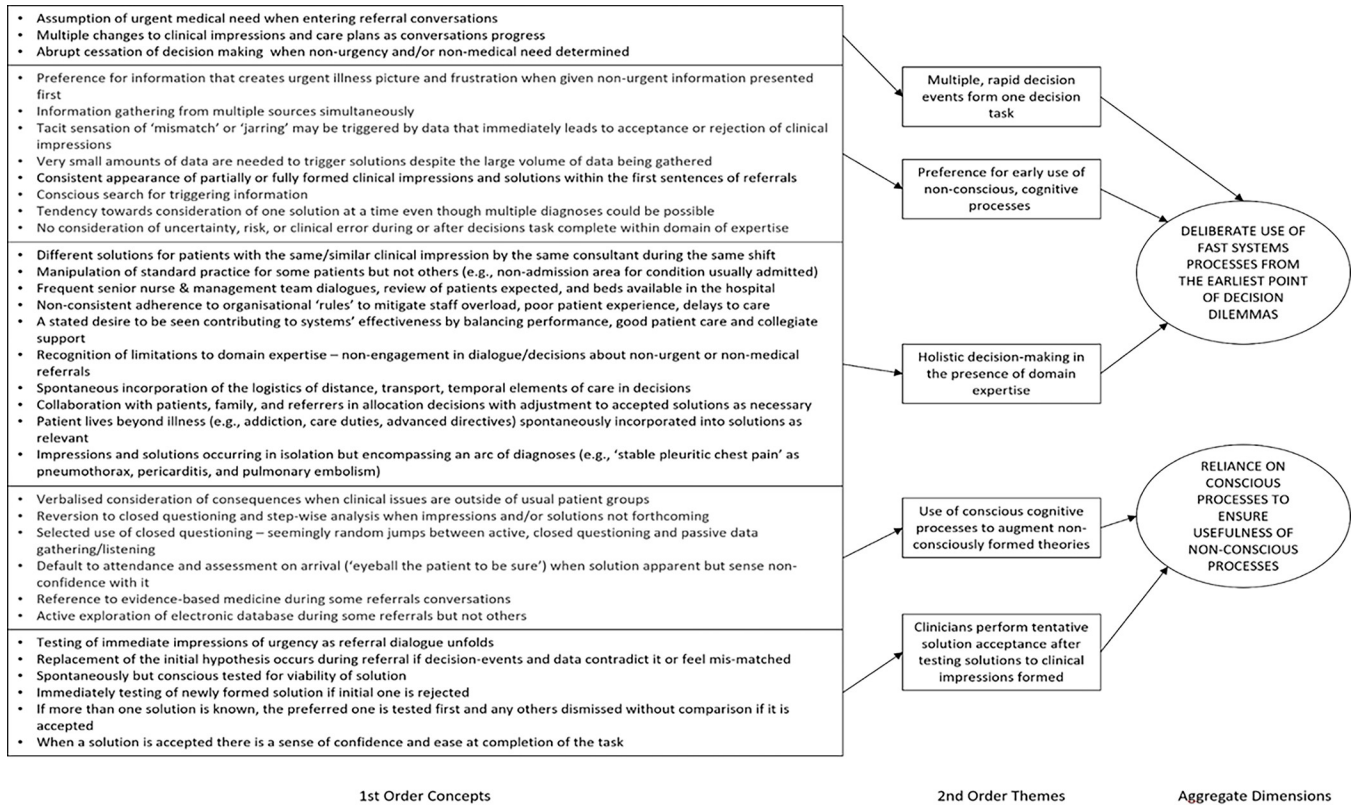 • Assumption of urgent medical need when entering referral conversations
• Multiple changes to clinical impressions and care plans as conversations progress
• Abrupt cessation of decision making when non-urgency and/or non-medical need determined
• Preference for information that creates urgent illness picture and frustration when given non-urgent information presented
first
• Information gathering from multiple sources simultaneously
• Tacit sensation of ‘mismatch’ or ‘jarring’ may be triggered by data that immediately leads to acceptance or rejection of clinical
impressions
• Very small amounts of data are needed to trigger solutions despite the large volume of data being gathered
• Consistent appearance of partially or fully formed clinical impressions and solutions within the first sentences of referrals
• Conscious search for triggering information
• Tendency towards consideration of one solution at a time even though multiple diagnoses could be possible
• No consideration of uncertainty, risk, or clinical error during or after decisions task complete within domain of expertise
• Different solutions for patients with the same/similar clinical impression by the same consultant during the same shift
• Manipulation of standard practice for some patients but not others (e.g., non-admission area for condition usually admitted)
• Frequent senior nurse & management team dialogues, review of patients expected, and beds available in the hospital
• Non-consistent adherence to organisational ‘rules’ to mitigate staff overload, poor patient experience, delays to care
• A stated desire to be seen contributing to systems’ effectiveness by balancing performance, good patient care and collegiate
support
• Recognition of limitations to domain expertise – non-engagement in dialogue/decisions about non-urgent or non-medical
referrals
• Spontaneous incorporation of the logistics of distance, transport, temporal elements of care in decisions
• Collaboration with patients, family, and referrers in allocation decisions with adjustment to accepted solutions as necessary
• Patient lives beyond illness (e.g., addiction, care duties, advanced directives) spontaneously incorporated into solutions as
relevant
• Impressions and solutions occurring in isolation but encompassing an arc of diagnoses (e.g., ‘stable pleuritic chest pain’ as
pneumothorax, pericarditis, and pulmonary embolism)
• Verbalised consideration of consequences when clinical issues are outside of usual patient groups
• Reversion to closed questioning and step-wise analysis when impressions and/or solutions not forthcoming
• Selected use of closed questioning – seemingly random jumps between active, closed questioning and passive data
gathering/listening
• Default to attendance and assessment on arrival (‘eyeball the patient to be sure’) when solution apparent but sense non-
confidence with it
• Reference to evidence-based medicine during some referrals conversations
• Active exploration of electronic database during some referrals but not others
• Testing of immediate impressions of urgency as referral dialogue unfolds
• Replacement of the initial hypothesis occurs during referral if decision-events and data contradict it or feel mis-matched
• Spontaneously but conscious tested for viability of solution
• Immediately testing of newly formed solution if initial one is rejected
• If more than one solution is known, the preferred one is tested first and any others dismissed without comparison if it is
accepted
• When a solution is accepted there is a sense of confidence and ease at completion of the task
1st Order Concepts
Multiple, rapid decision
events form one decision
task
Preference for early use of
non-conscious, cognitive
processes
Holistic decision-making in
the presence of domain
expertise
Use of conscious cognitive
processes to augment non-
consciously formed theories
Clinicians perform tentative
solution acceptance after
testing solutions to clinical
impressions formed
2nd Order Themes
DELIBERATE USE OF
FAST SYSTEMS
PROCESSES FROM
THE EARLIEST POINT
OF DECISION
DILEMMAS
RELIANCE ON
CONSCIOUS
PROCESSES TO
ENSURE
USEFULNESS OF
NON-CONSCIOUS
PROCESSES
Aggregate Dimensions